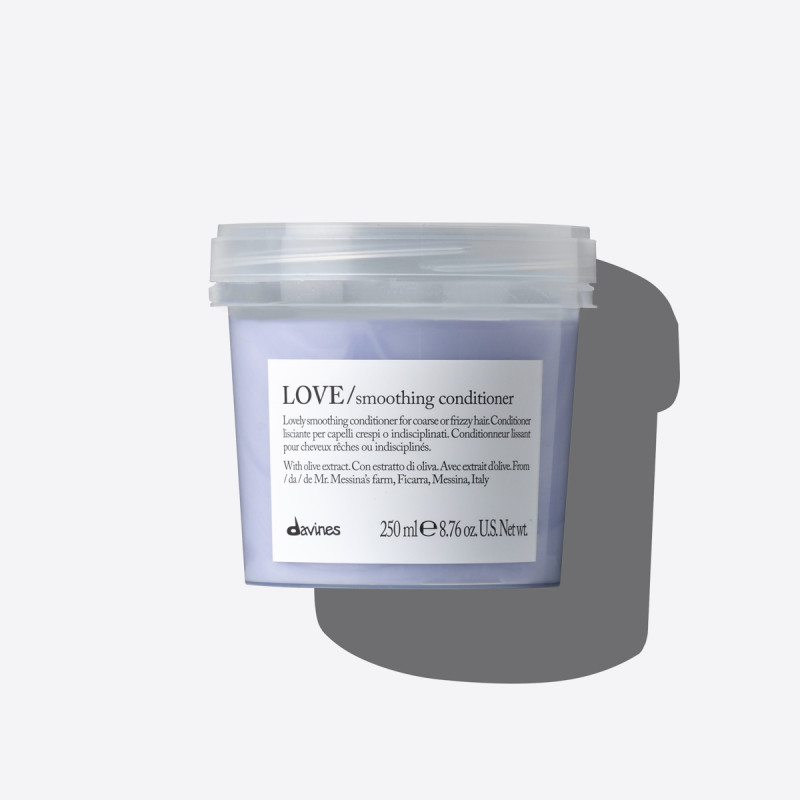 LOVE/smoothing conditioner
Lovely smoothing conditioner for coarse or frizzy hair. Conditioner
lisciante per capelli crespi o indisciplinati. Conditionneur lissant
pour cheveux rêches ou indisciplinés.
With olive extract. Con estratto di oliva. Avec extrait d'olive. From
/ da / de Mr. Messina's farm, Ficarra, Messina, Italy
davines 250 ml ℮ 8.76 oz. U.S. Net wt.